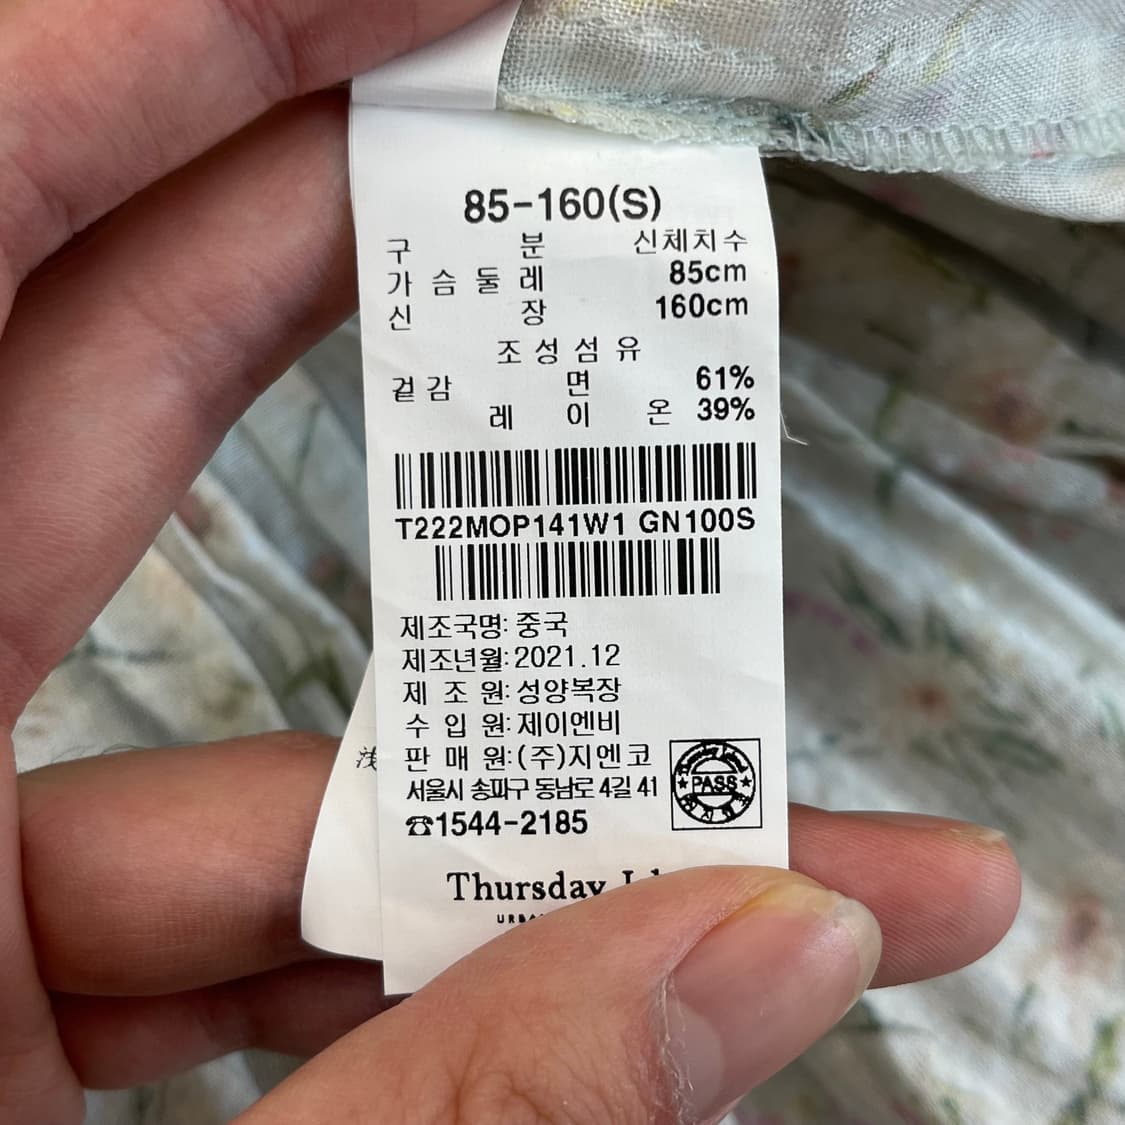 85-160(S)
구 분 신체치수
가 슴 둘 레 85cm
신 장 160cm
조 성 섬 유
겉 감 면 61%
레 이 온 39%
T222MOP141W1 GN100S
제조국명: 중국
제조년월: 2021.12
제 조 원: 성양복장
수 입 원: 제이엔비
판 매 원: (주)지엔코
서울시 송파구 동남로 4길 41
☎1544-2185
PASS
Thursday
浅